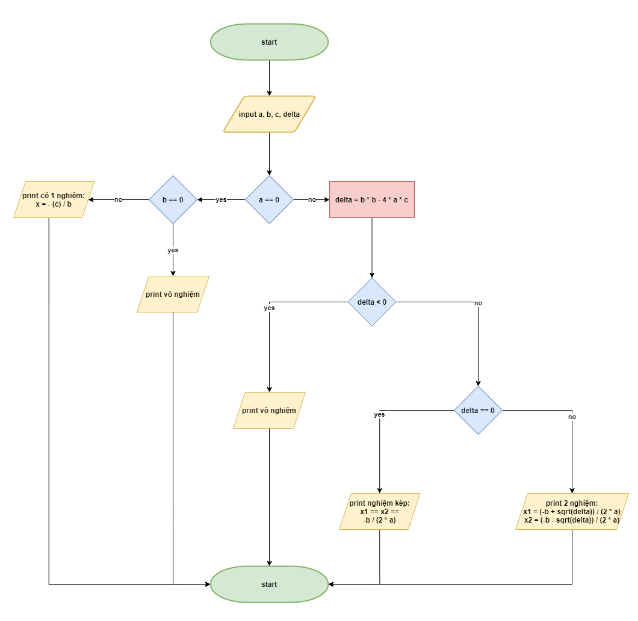 start
input a, b, c, delta
print có 1 nghiệm:
x = - (c) / b
no
b == 0
yes
a == 0
no
delta = b * b - 4 * a * c
yes
print vô nghiệm
delta < 0
yes
no
print vô nghiệm
delta == 0
yes
no
print nghiệm kép:
x1 == x2 ==
-b / (2 * a)
print 2 nghiệm:
x1 = (-b + sqrt(delta)) / (2 * a)
x2 = (-b - sqrt(delta)) / (2 * a)
start